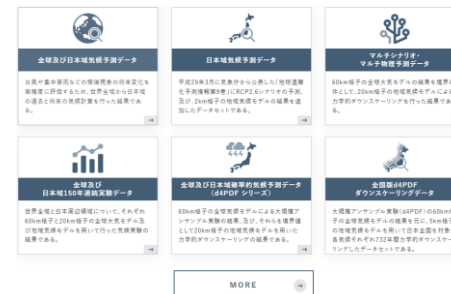 全球及び日本域気候予測データ
台風や集中豪雨などの極端現象の将来変化を
高精度に評価するため、世界全域から日本域
の過去と将来の気候計算を行った結果であ
る。
日本域気候予測データ
平成29年3月に気象庁から公表した「地球温暖
化予測情報第9巻」にRCP2.6シナリオの予測、
及び、2km格子の地域気候モデルの結果を追
加したデータセットである。
マルチシナリオ・
マルチ物理予測データ
60km格子の全球大気モデルの結果を境界
件として、20km格子の地域気候モデルによ
力学的ダウンスケーリングを行った結果であ
る。
全球及び
日本域150年連続実験データ
世界全域と日本周辺領域について、それぞれ
60km格子と20km格子の全球大気モデル及
び地域気候モデルを用いて行った気候実験の
結果である。
全球及び日本域確率的気候予測データ
(d4PDF シリーズ)
60km格子の全球気候モデルによる大規模ア
ンサンブル実験の結果、及び、それらを境界値
として20km格子の地域気候モデルを用いた
力学的ダウンスケーリングの結果である。
全国版d4PDF
ダウンスケーリングデータ
大規模アンサンブル実験(d4PDF)の60km
子の全球気候モデルの結果を元に、5km格
の地域気候モデルを用いて日本全国を対象
各気候それぞれ732年間力学的ダウンスケー
リングしたデータセットである。
MORE